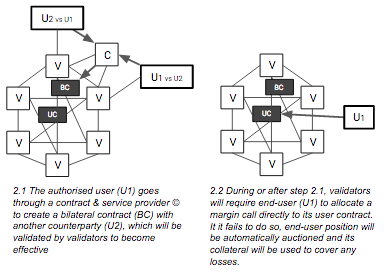 U2 vs U1
C
V
BC
U1 vs U2
V
V
UC
V
V
V
2.1 The authorised user (U1) goes
through a contract & service provider ©
to create a bilateral contract (BC) with
another counterparty (U2), which will be
validated by validators to become
effective
V
BC
V
V
UC
U1
V
V
V
2.2 During or after step 2.1, validators
will require end-user (U1) to allocate a
margin call directly to its user contract.
It it fails to do so, end-user position will
be automatically auctioned and its
collateral will be used to cover any
losses.